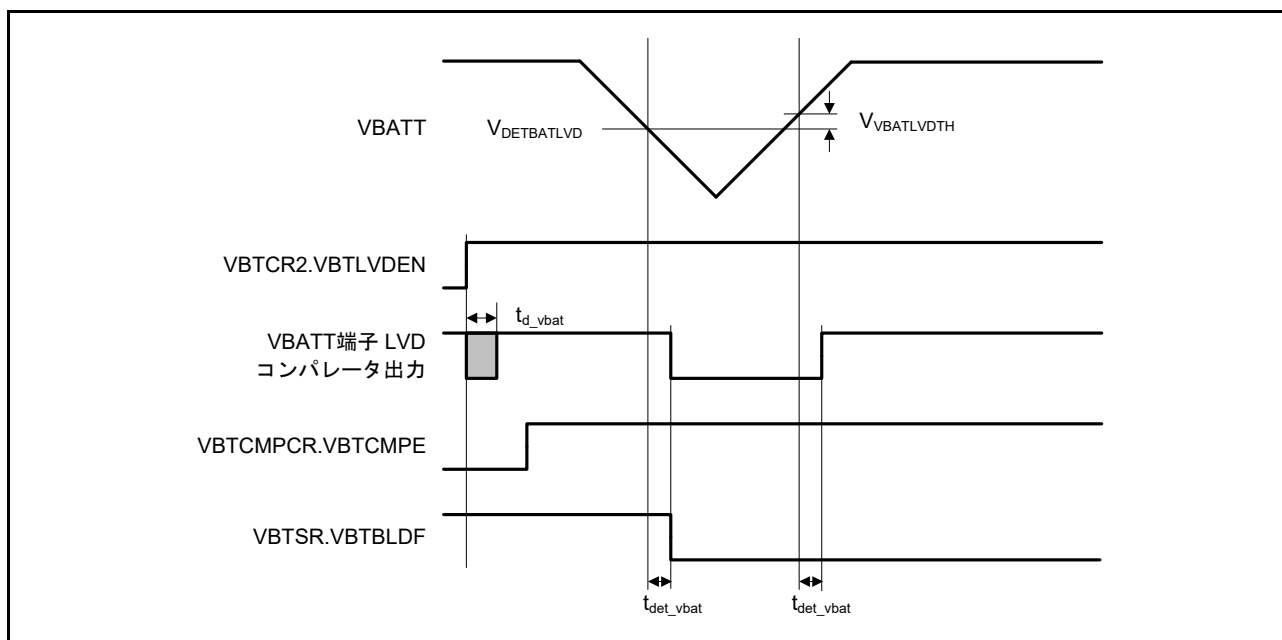 VBATT
VDETBATLVD
VVBATLVDTH
VBTCR2.VBTLVDEN
td_vbat
VBATT端子 LVD
コンパレータ出力
VBTCMPCR.VBTCMPE
VBTSR.VBTBLDF
tdet_vbat
tdet_vbat